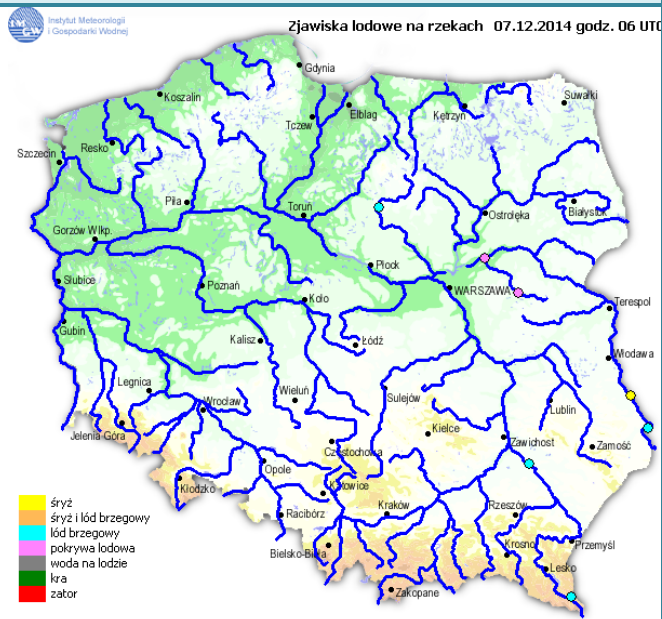 IMGW
Instytut Meteorologii
i Gospodarki Wodnej
Zjawiska lodowe na rzekach 07.12.2014 godz. 06 UTC
Gdynia
Koszalin
Suwałki
Elbląg
Kętrzyn
Tczew
Resko
Szczecin
Piła
Toruń
Ostrołęka
Białystok
Gorzów Wlkp.
Płock
Słubice
Poznań
WARSZAWA
Koło
Terespol
Gubin
Kalisz
Łódź
Włodawa
Legnica
Wieluń
Sulejów
Wrocław
Lublin
Jelenia Góra
Kielce
Zawichost
Zamość
Częstochowa
Opole
Kłodzko
Katowice
Racibórz
Kraków
Rzeszów
Bielsko-Biała
Krosno
Przemyśl
Lesko
Zakopane
śryż
śryż i lód brzegowy
lód brzegowy
pokrywa lodowa
woda na lodzie
kra
zator